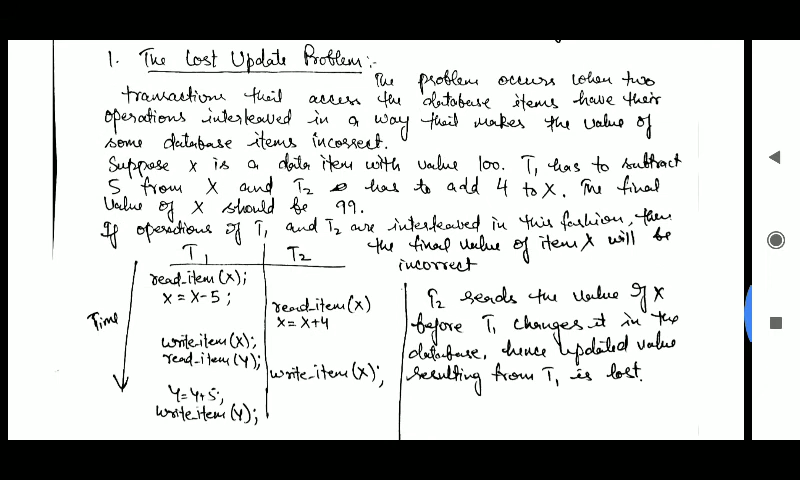 1. The Lost Update Problem:-
The problem occurs when two
transactions that access the database items have their
operations interleaved in a way that makes the value of
some database items incorrect.
Suppose X is a data item with value 100. T1 has to subtract
5 from X and T2 has to add 4 to X. The final
value of X should be 99.
If operations of T1 and T2 are interleaved in this fashion, then
the final value of item X will be
incorrect
T1 T2
Time
read_item(X);
X = X-5;
read_item(X)
X = X+4
write_item(X);
read_item(Y);
write_item(X);
Y=Y+5;
write_item(Y);
T2 reads the value of X
before T1 changes it in the
database, hence updated value
resulting from T1 is lost.